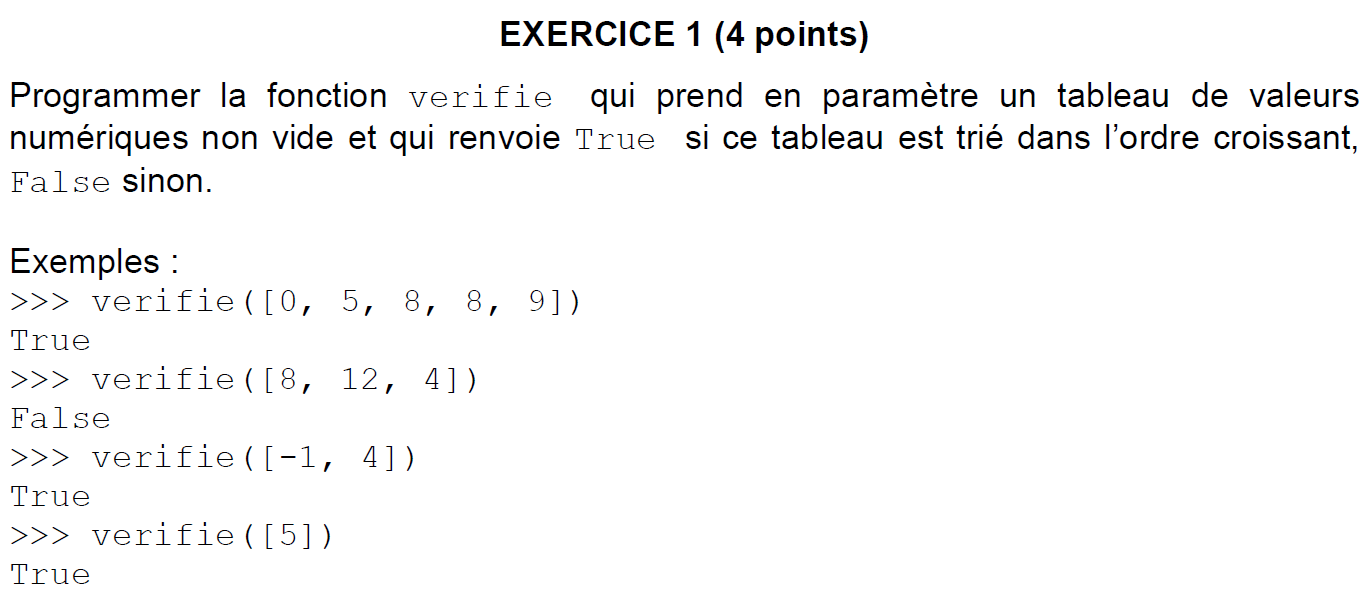 EXERCICE 1 (4 points)
Programmer la fonction verifie qui prend en paramètre un tableau de valeurs
numériques non vide et qui renvoie True si ce tableau est trié dans l’ordre croissant,
False sinon.
Exemples :
>>> verifie([0, 5, 8, 8, 9])
True
>>> verifie([8, 12, 4])
False
>>> verifie([-1, 4])
True
>>> verifie([5])
True